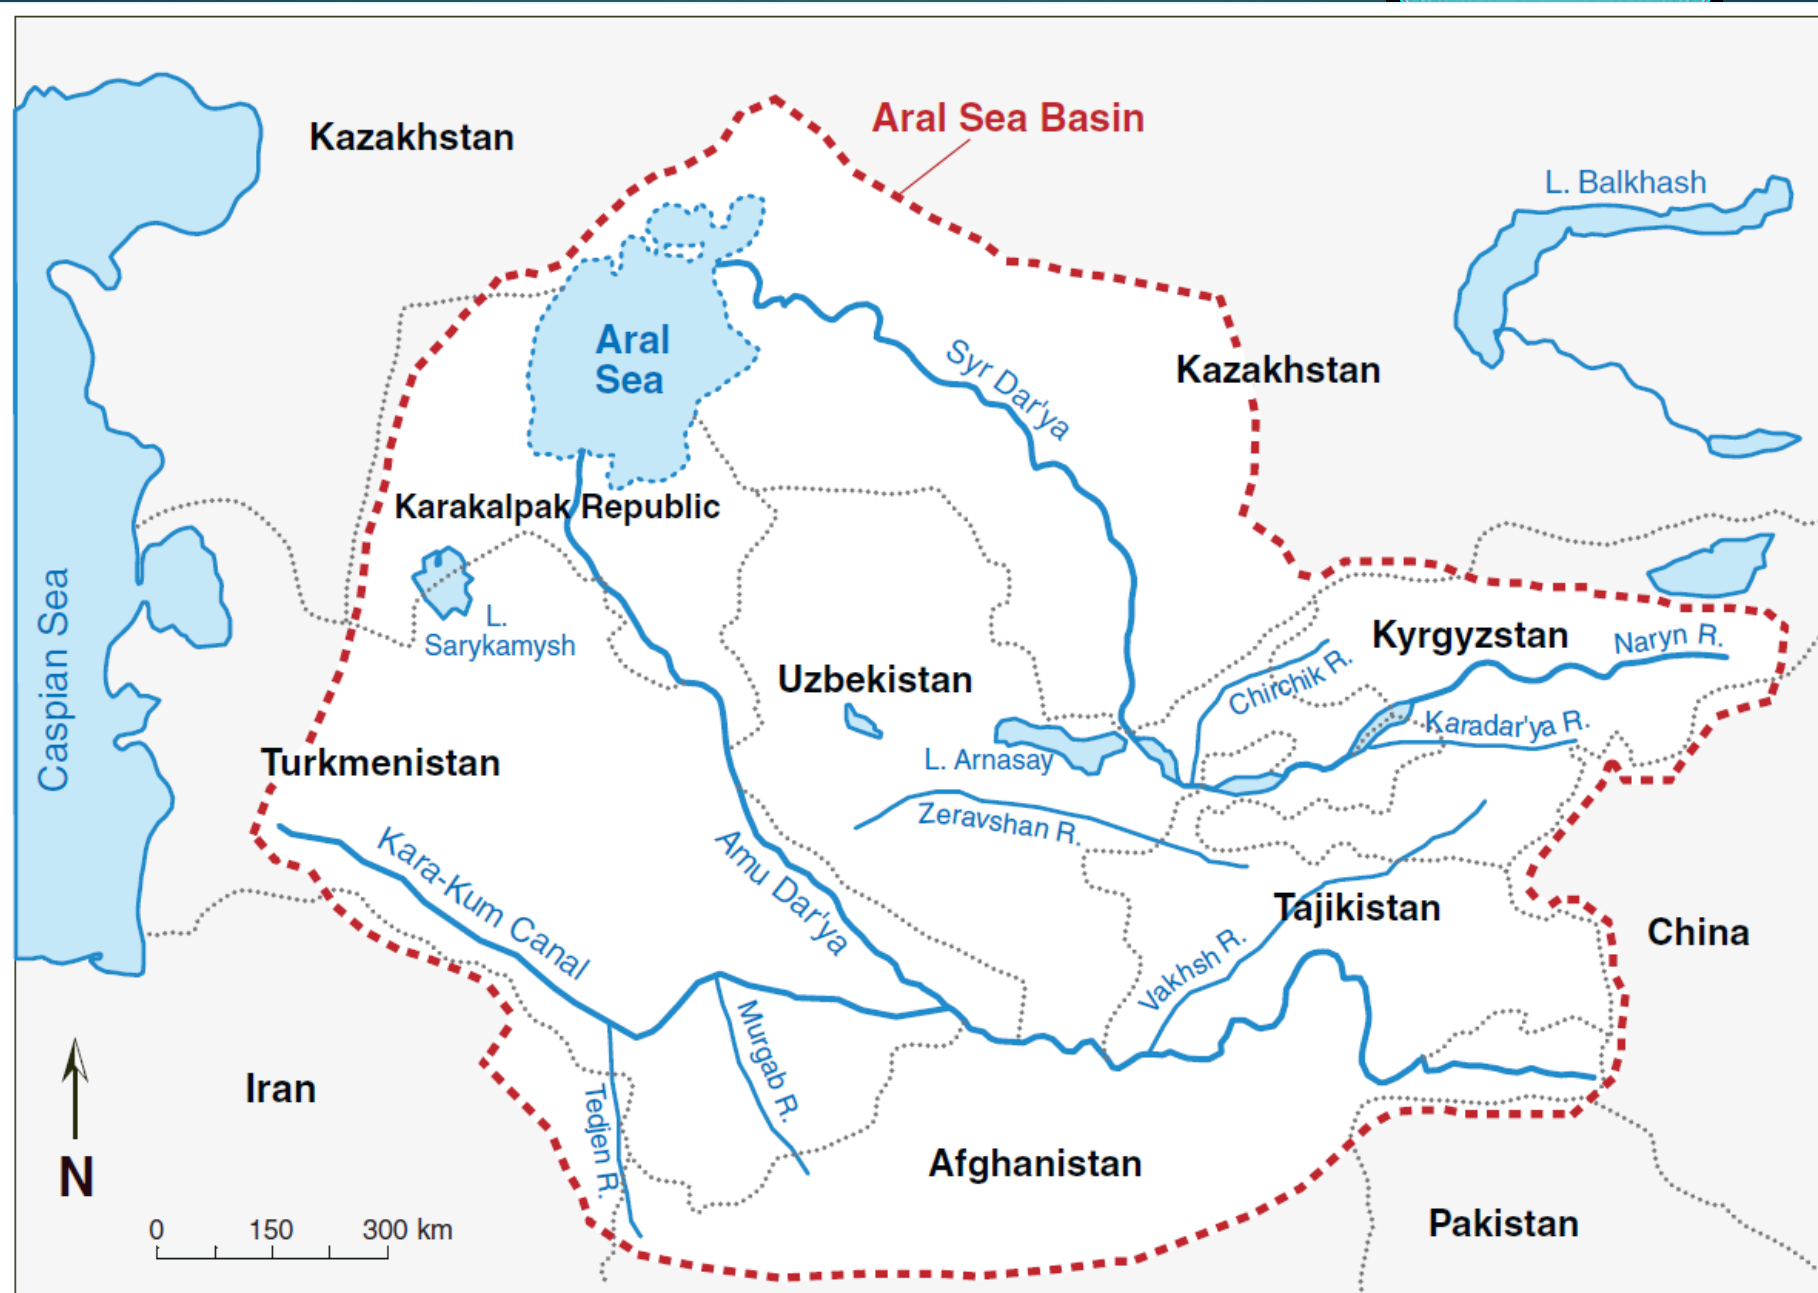 Aral Sea Basin
Kazakhstan
L. Balkhash
Aral
Sea
Syr Dar'ya
Kazakhstan
Karakalpak Republic
Caspian Sea
L.
Sarykamysh
Kyrgyzstan
Naryn R.
Chirchik R.
Uzbekistan
Karadar'ya R.
L. Arnasay
Turkmenistan
Zeravshan R.
Kara-Kum Canal
Amu Dar'ya
Tajikistan
China
Vakhsh R.
Murgab R.
Iran
Tedjen R.
Afghanistan
N
Pakistan
0 150 300 km